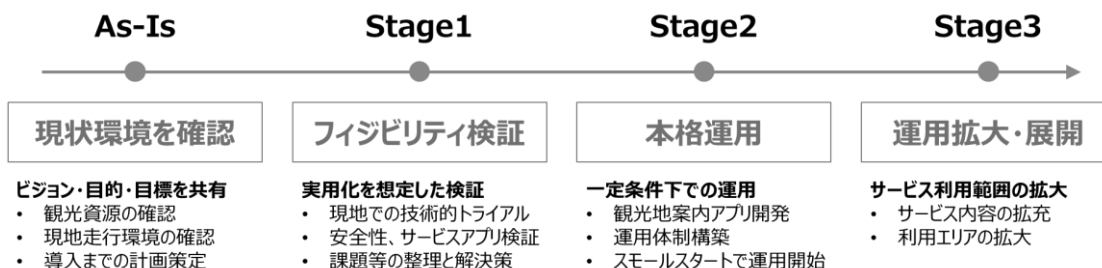 As-Is
Stage1
Stage2
Stage3
現状環境を確認
フィジビリティ検証
本格運用
運用拡大・展開
ビジョン・目的・目標を共有
• 観光資源の確認
• 現地走行環境の確認
• 導入までの計画策定
実用化を想定した検証
• 現地での技術的トライアル
• 安全性、サービスアプリ検証
• 課題等の整理と解決策
一定条件下での運用
• 観光地案内アプリ開発
• 運用体制構築
• スモールスタートで運用開始
サービス利用範囲の拡大
• サービス内容の拡充
• 利用エリアの拡大